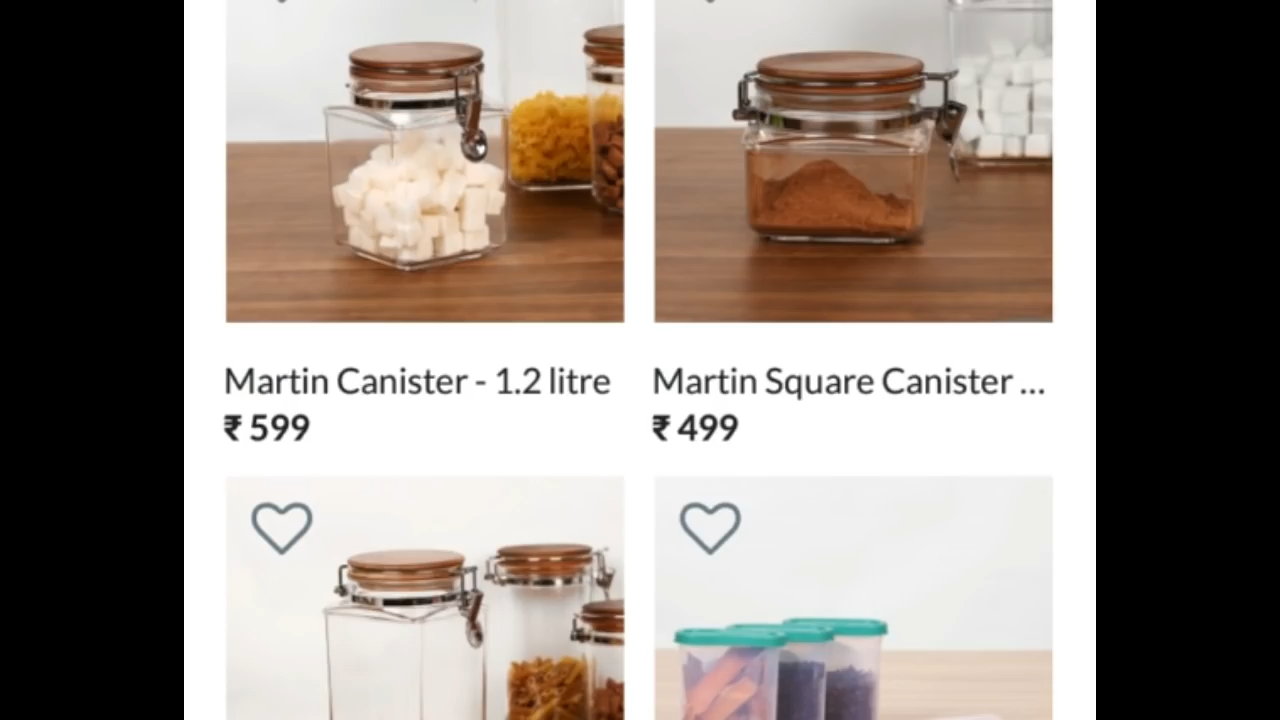 Martin Canister - 1.2 litre
₹ 599
Martin Square Canister ...
₹ 499